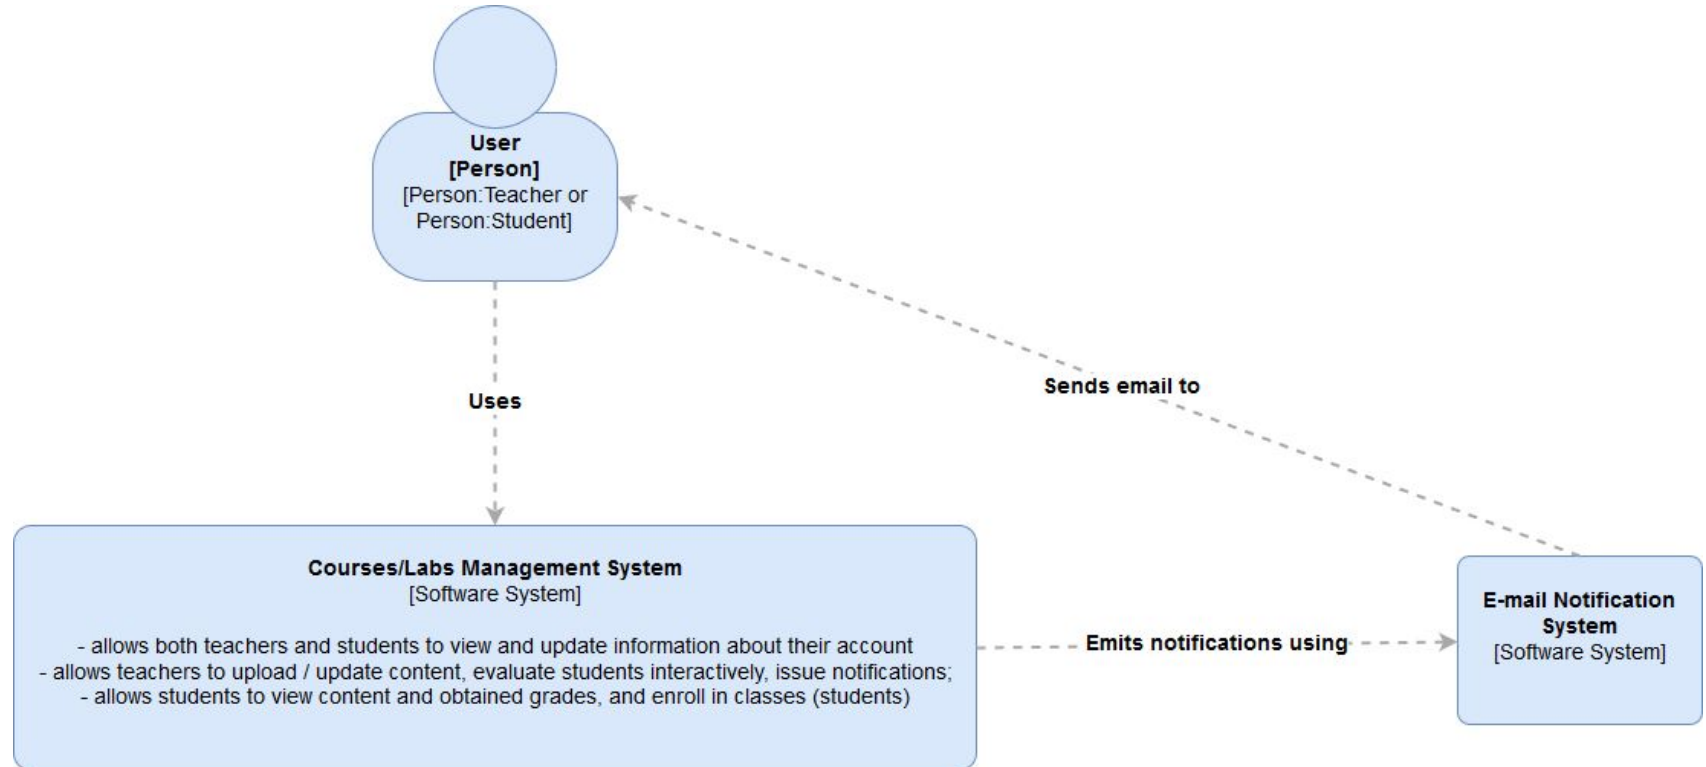 User
[Person]
[Person:Teacher or
Person:Student]
Sends email to
Uses
Courses/Labs Management System
[Software System]
- allows both teachers and students to view and update information about their account
- allows teachers to upload / update content, evaluate students interactively, issue notifications;
- allows students to view content and obtained grades, and enroll in classes (students)
Emits notifications using
E-mail Notification
System
[Software System]